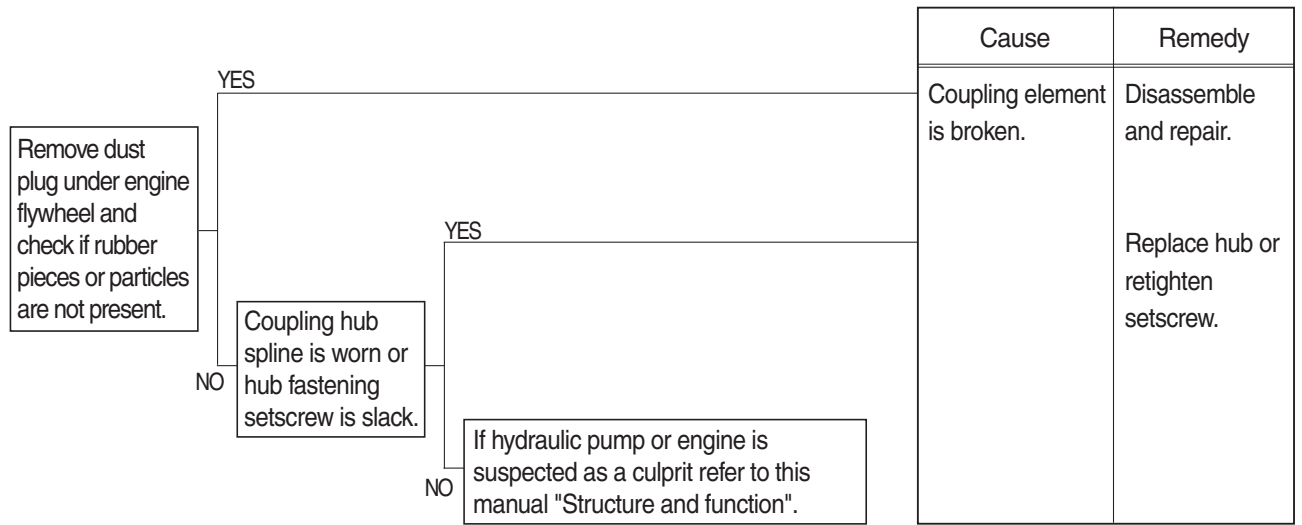 Cause
Remedy
YES
Coupling element
is broken.
Disassemble
and repair.
Remove dust
plug under engine
flywheel and
check if rubber
pieces or particles
are not present.
YES
Replace hub or
retighten
setscrew.
NO
Coupling hub
spline is worn or
hub fastening
setscrew is slack.
NO
If hydraulic pump or engine is
suspected as a culprit refer to this
manual "Structure and function".